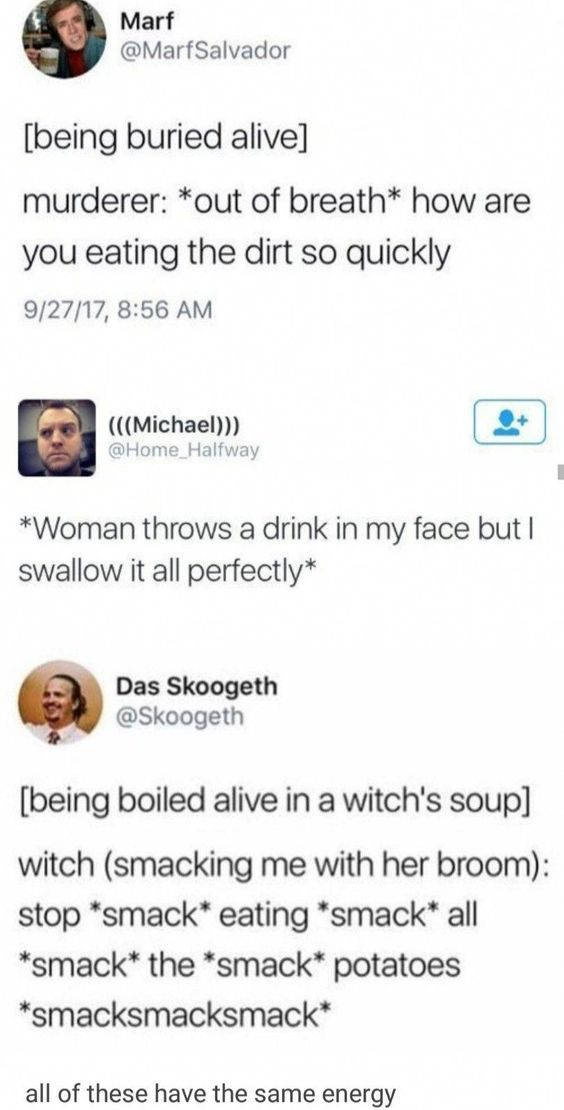 Marf
@MarfSalvador
[being buried alive]
murderer: *out of breath* how are
you eating the dirt so quickly
9/27/17, 8:56 AM
(((Michael)))
@Home_Halfway
*Woman throws a drink in my face but I
swallow it all perfectly*
Das Skoogeth
@Skoogeth
[being boiled alive in a witch's soup]
witch (smacking me with her broom):
stop *smack* eating *smack* all
*smack* the *smack* potatoes
*smacksmacksmack*
all of these have the same energy